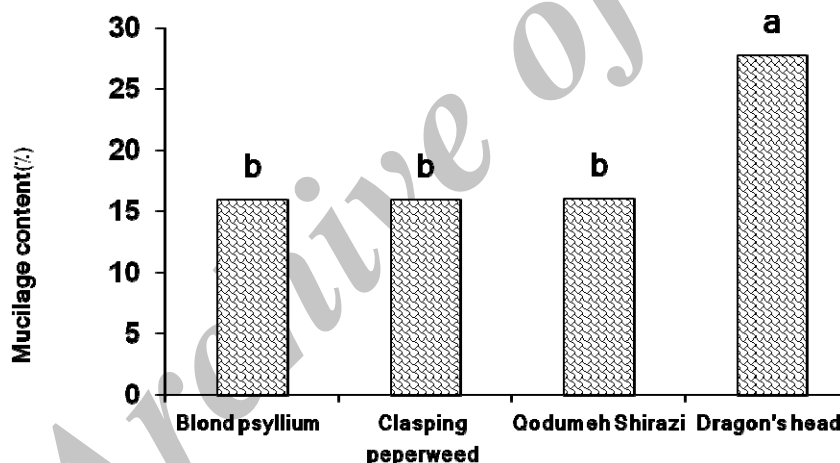 a
30
25
20
15
10
5
0
b
b
b
Mucilage content(%)
Blond psyllium
Clasping
peperweed
Qodumeh Shirazi
Dragon's head
Archive of